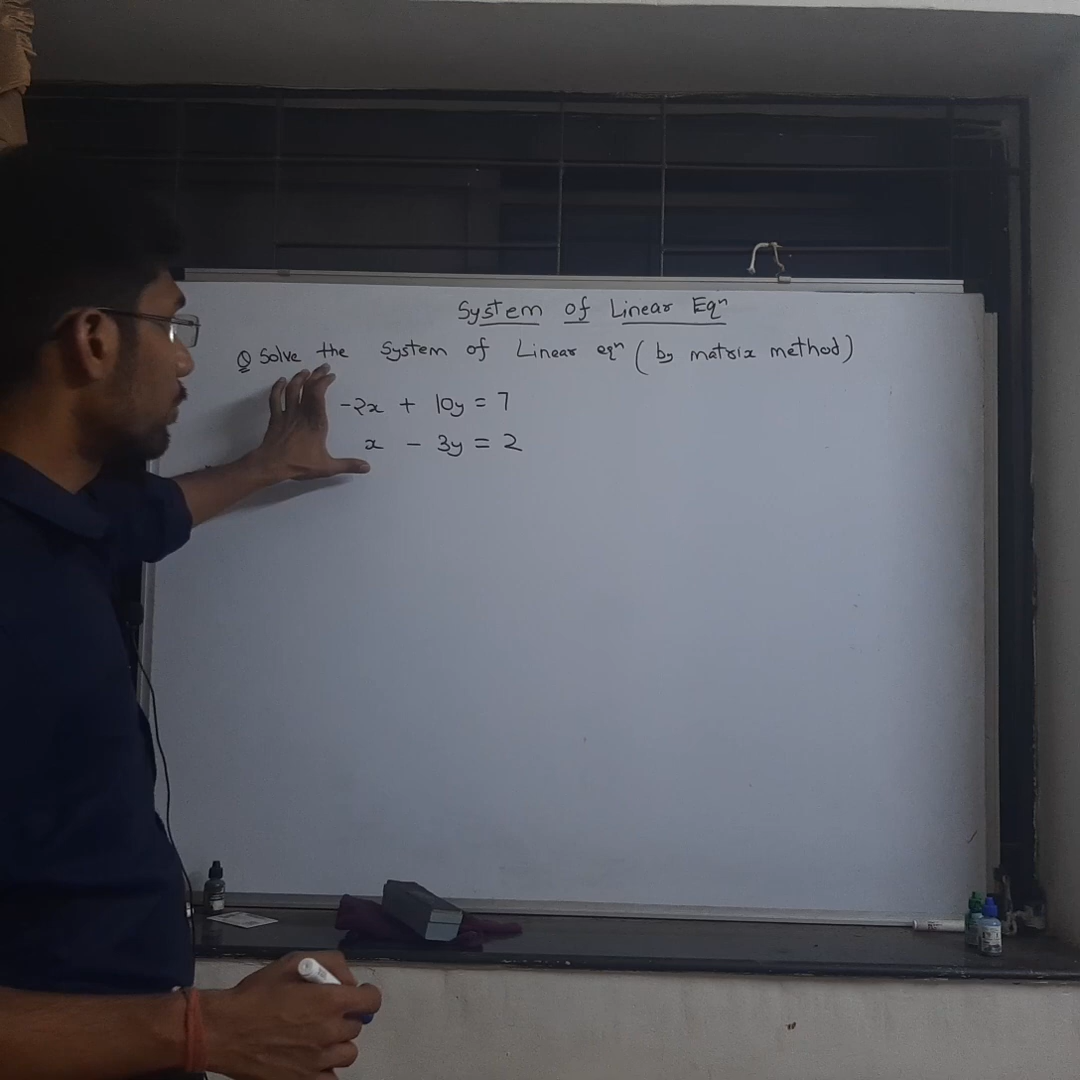 System of Linear Eqⁿ
Q Solve the System of Linear eqⁿ ( by matrix method )
-2x + 10y = 7
x - 3y = 2